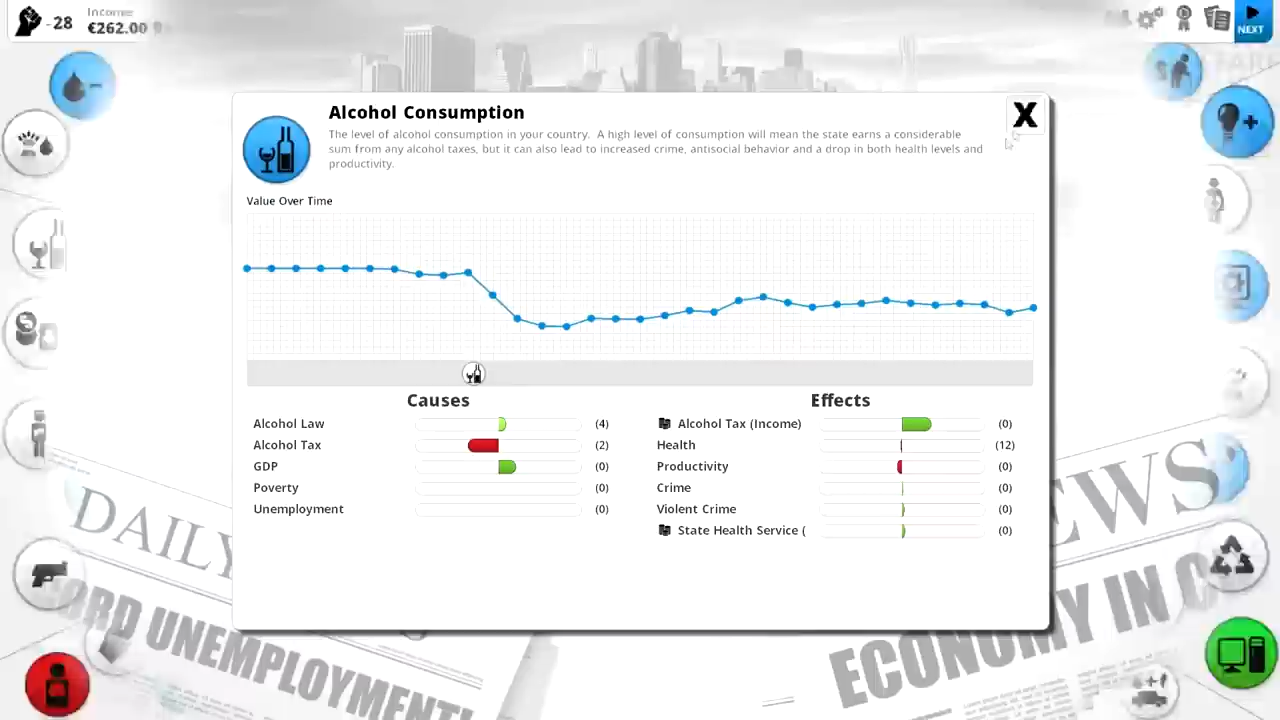 -28
Income:
€262.00
NEXT
Alcohol Consumption
X
The level of alcohol consumption in your country. A high level of consumption will mean the state earns a considerable
sum from any alcohol taxes, but it can also lead to increased crime, antisocial behavior and a drop in both health levels and
productivity.
Value Over Time
Causes
Effects
Alcohol Law (4)
Alcohol Tax (Income) (0)
Alcohol Tax (2)
Health (12)
GDP (0)
Productivity (0)
Poverty (0)
Crime (0)
Unemployment (0)
Violent Crime (0)
State Health Service ( (0)
DAILY
EWS
UNEMPLOYMENT
ECONOMY IN